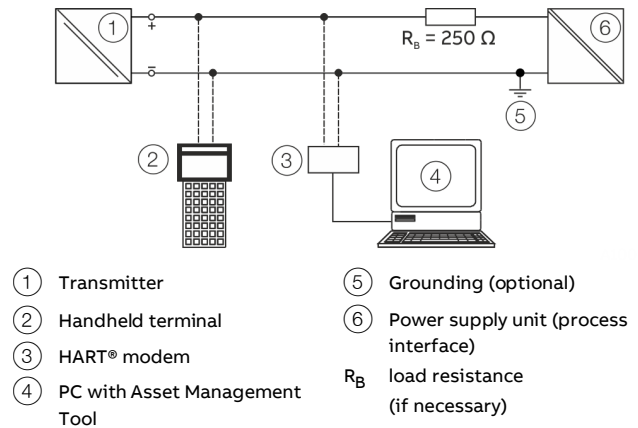 1
+
–
R_B = 250 Ω
6
5
2
3
4
1 Transmitter
2 Handheld terminal
3 HART® modem
4 PC with Asset Management
Tool
5 Grounding (optional)
6 Power supply unit (process
interface)
R_B load resistance
(if necessary)